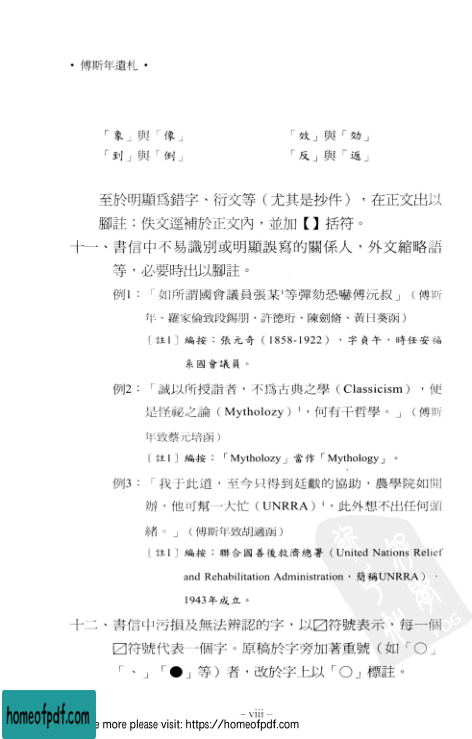 • 傅斯年遺札 •
「象」與「像」 「效」與「効」
「到」與「倒」 「反」與「返」
至於明顯爲錯字、衍文等（尤其是抄件），在正文出以
腳註；佚文逕補於正文內，並加【】括符。
十一、書信中不易識別或明顯誤寫的關係人，外文縮略語
等，必要時出以腳註。
例1：「如所謂國會議員張某¹等彈劾恐嚇傅沅叔」（傅斯
年、羅家倫致段錫朋、許德珩、陳劍脩、黃日葵函）
〔註1〕編按：張元奇（1858-1922），字貞午，時任安福
系國會議員。
例2：「誠以所授諸者，不爲古典之學（Classicism），便
是怪祕之論（Mytholozy）¹，何有干哲學。」（傅斯
年致蔡元培函）
〔註1〕編按：「Mytholozy」當作「Mythology」。
例3：「我于此道，至今只得到廷黻的協助，農學院如開
辦，他可幫一大忙（UNRRA）¹，此外想不出任何頭
緒。」（傅斯年致胡適函）
〔註1〕編按：聯合國善後救濟總署（United Nations Relief
and Rehabilitation Administration，簡稱UNRRA），
1943年成立。
十二、書信中污損及無法辨認的字，以〼符號表示，每一個
〼符號代表一個字。原稿於字旁加著重號（如「○」
「、」「●」等）者，改於字上以「○」標註。
– viii –
homeofpdf.com
e more please visit: https://homeofpdf.com